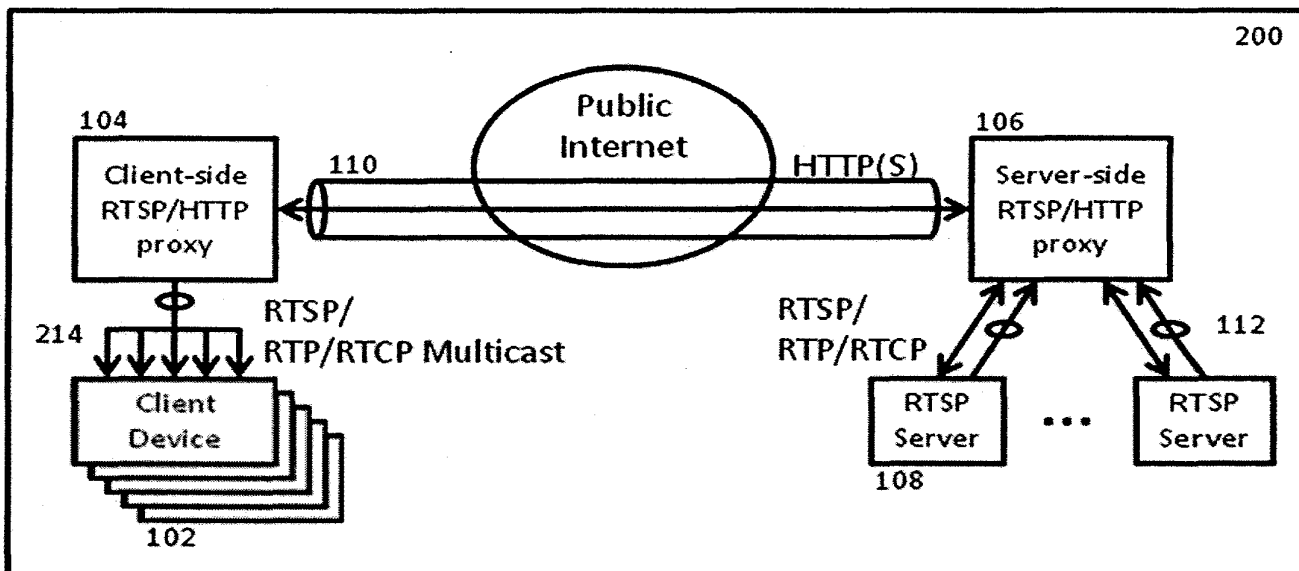 200
Public
Internet
104
Client-side
RTSP/HTTP
proxy
110
HTTP(S)
106
Server-side
RTSP/HTTP
proxy
214
RTSP/
RTP/RTCP Multicast
Client
Device
102
RTSP/
RTP/RTCP
112
RTSP
Server
108
...
RTSP
Server